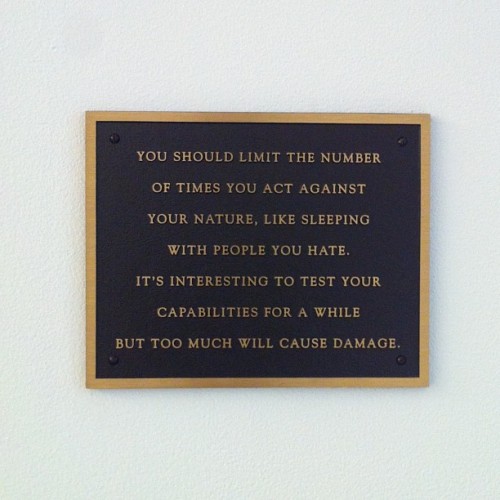 YOU SHOULD LIMIT THE NUMBER
OF TIMES YOU ACT AGAINST
YOUR NATURE, LIKE SLEEPING
WITH PEOPLE YOU HATE.
IT'S INTERESTING TO TEST YOUR
CAPABILITIES FOR A WHILE
BUT TOO MUCH WILL CAUSE DAMAGE.